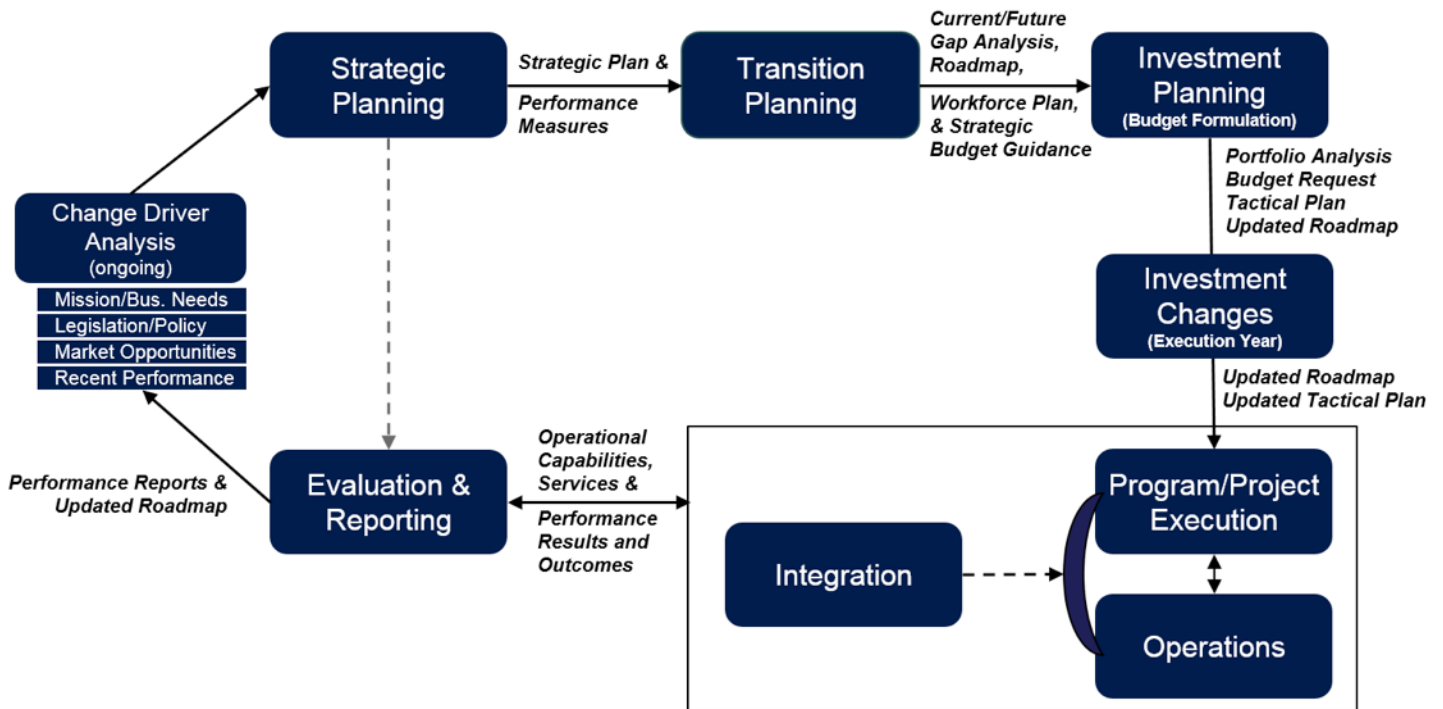 Strategic
Planning
Strategic Plan &
Performance
Measures
Transition
Planning
Current/Future
Gap Analysis,
Roadmap,
Workforce Plan,
& Strategic
Budget Guidance
Investment
Planning
(Budget Formulation)
Portfolio Analysis
Budget Request
Tactical Plan
Updated Roadmap
Change Driver
Analysis
(ongoing)
Mission/Bus. Needs
Legislation/Policy
Market Opportunities
Recent Performance
Investment
Changes
(Execution Year)
Updated Roadmap
Updated Tactical Plan
Performance Reports &
Updated Roadmap
Evaluation &
Reporting
Operational
Capabilities,
Services &
Performance
Results and
Outcomes
Integration
Program/Project
Execution
Operations